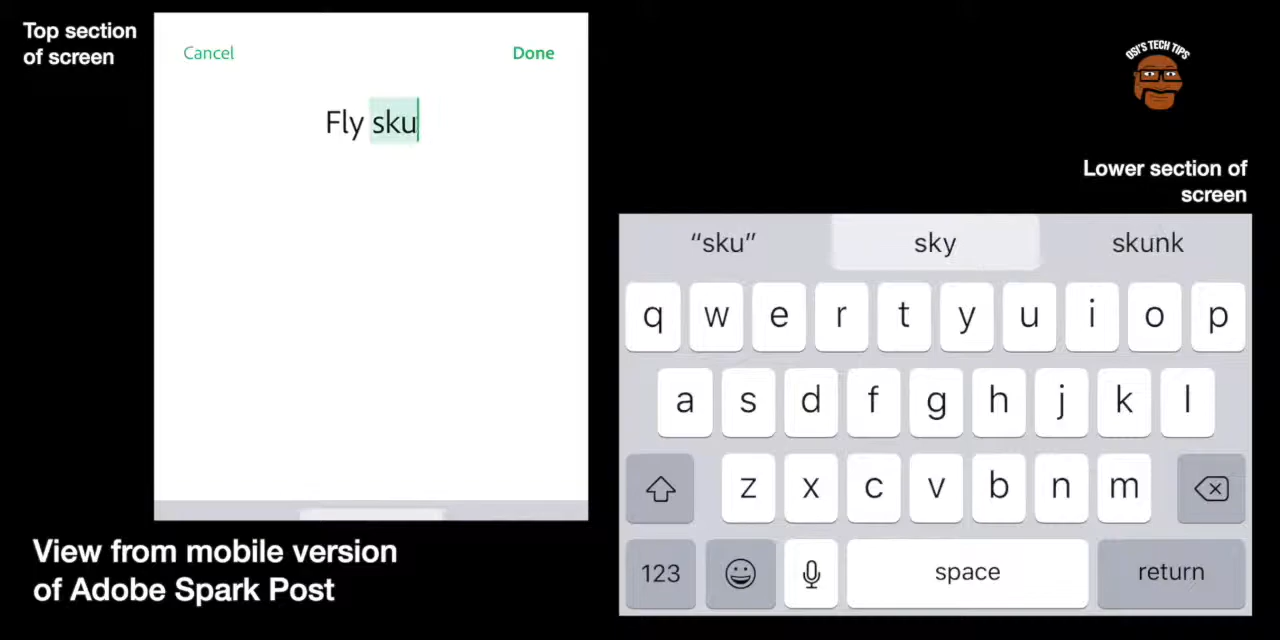 Top section
of screen
Cancel
Done
Fly sku
OSI'S TECH TIPS
Lower section of
screen
“sku”
sky
skunk
q w e r t y u i o p
a s d f g h j k l
z x c v b n m
123
space
return
View from mobile version
of Adobe Spark Post